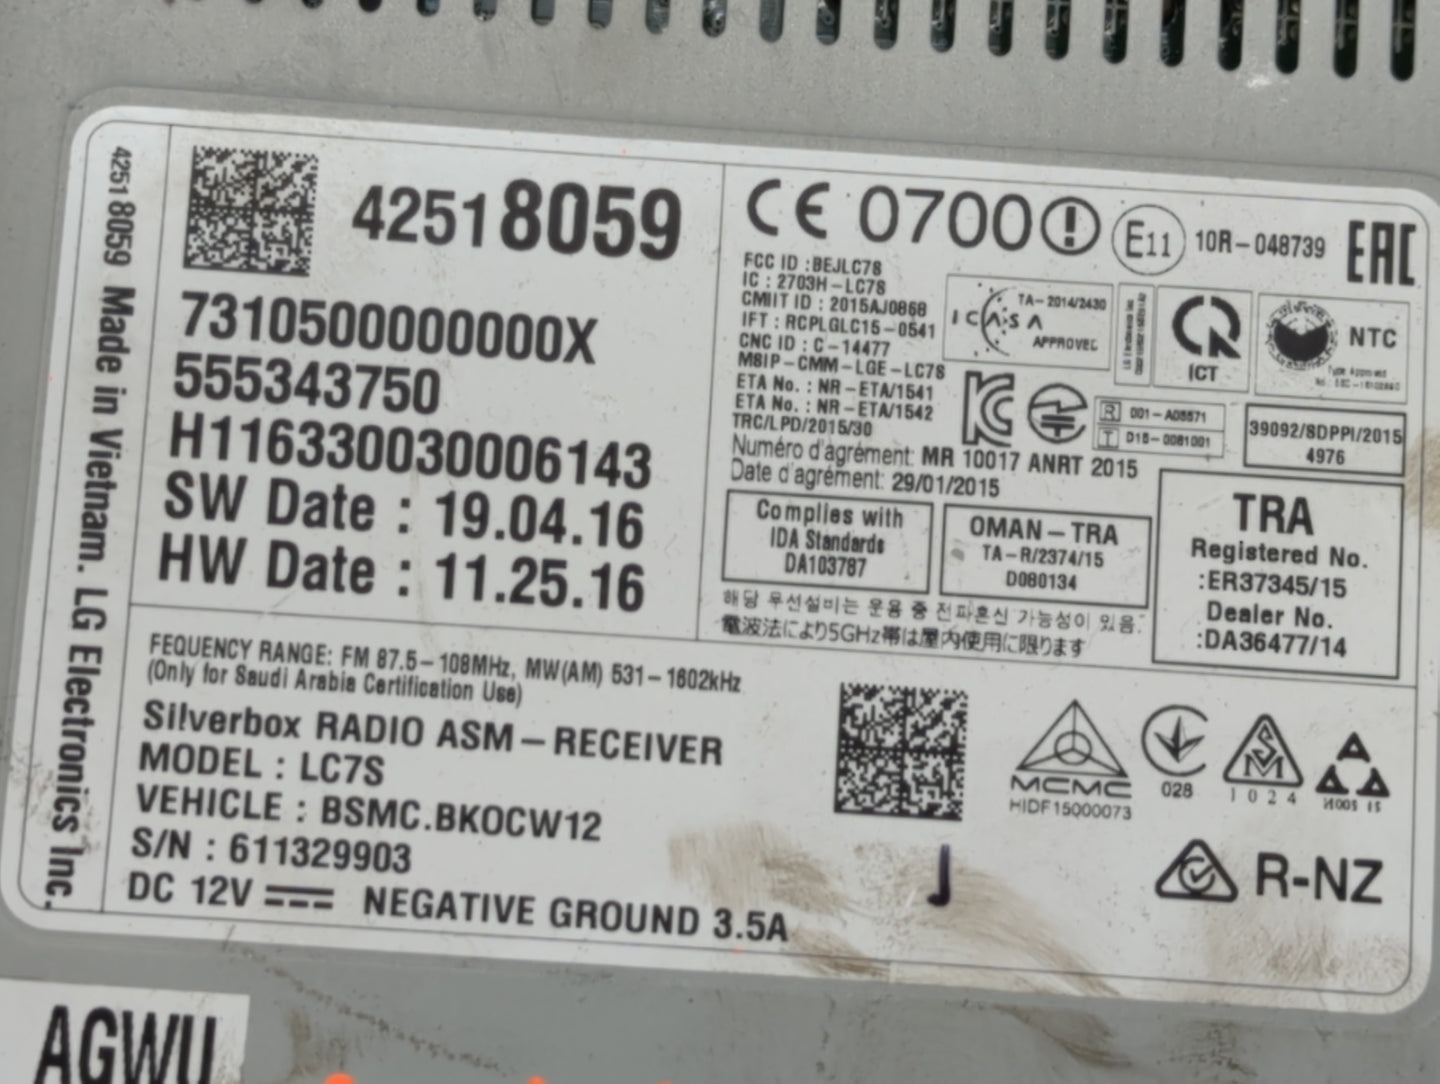 42518059 Made in Vietnam. LG Electronics Inc.
42518059
7310500000000X
555343750
H116330030006143
SW Date : 19.04.16
HW Date : 11.25.16
CE 0700
E11
10R-048739
EAC
FCC ID : BEJLC7S
IC : 2703H-LC7S
CMIIT ID : 2015AJ0868
IFT : RCPLGLC15-0541
CNC ID : C-14477
MSIP-CMM-LGE-LC7S
ETA No. : NR-ETA/1541
ETA No. : NR-ETA/1542
TRC/LPD/2015/30
Numéro d'agrément: MR 10017 ANRT 2015
Date d'agrément: 29/01/2015
TA-2014/2430
ICASA
APPROVED
ICT
NTC
Type Approved
R 001-A05571
T D15-0081001
39092/SDPPI/2015
4976
Complies with
IDA Standards
DA103787
OMAN-TRA
TA-R/2374/15
D080134
TRA
Registered No.
:ER37345/15
Dealer No.
:DA36477/14
해당 무선설비는 운용 중 전파혼신 가능성이 있음.
電波法により5GHz帯は屋内使用に限ります
FEQUENCY RANGE: FM 87.5-108MHz, MW(AM) 531-1602kHz
(Only for Saudi Arabia Certification Use)
Silverbox RADIO ASM-RECEIVER
MODEL : LC7S
VEHICLE : BSMC.BKOCW12
S/N : 611329903
DC 12V NEGATIVE GROUND 3.5A
MCMC
HIDF15000073
028
1024
R-NZ
AGWU